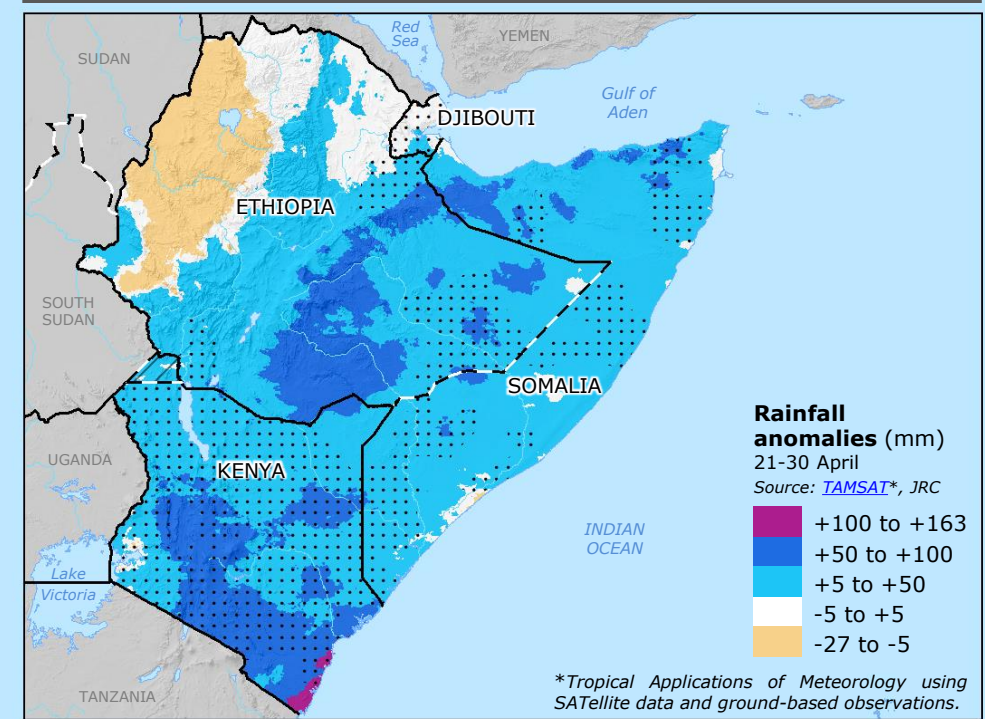 Red
Sea
YEMEN
SUDAN
Gulf of
Aden
DJIBOUTI
ETHIOPIA
SOUTH
SUDAN
SOMALIA
KENYA
UGANDA
INDIAN
OCEAN
Lake
Victoria
TANZANIA
Rainfall
anomalies (mm)
21-30 April
Source: TAMSAT*, JRC
+100 to +163
+50 to +100
+5 to +50
-5 to +5
-27 to -5
*Tropical Applications of Meteorology using
SATellite data and ground-based observations.